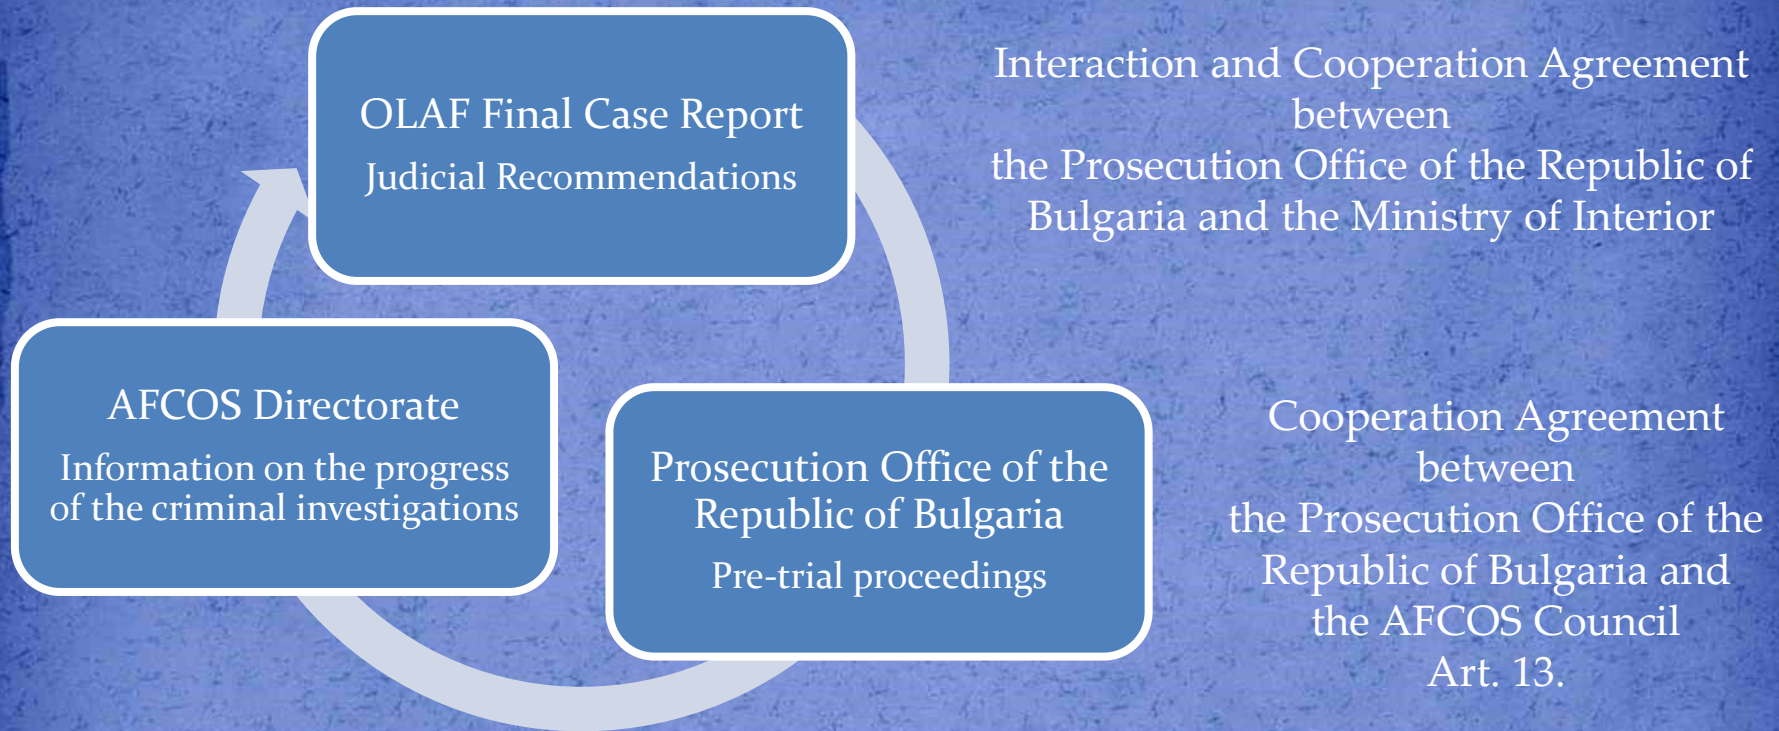 OLAF Final Case Report
Judicial Recommendations
Interaction and Cooperation Agreement
between
the Prosecution Office of the Republic of
Bulgaria and the Ministry of Interior
AFCOS Directorate
Information on the progress
of the criminal investigations
Prosecution Office of the
Republic of Bulgaria
Pre-trial proceedings
Cooperation Agreement
between
the Prosecution Office of the
Republic of Bulgaria and
the AFCOS Council
Art. 13.